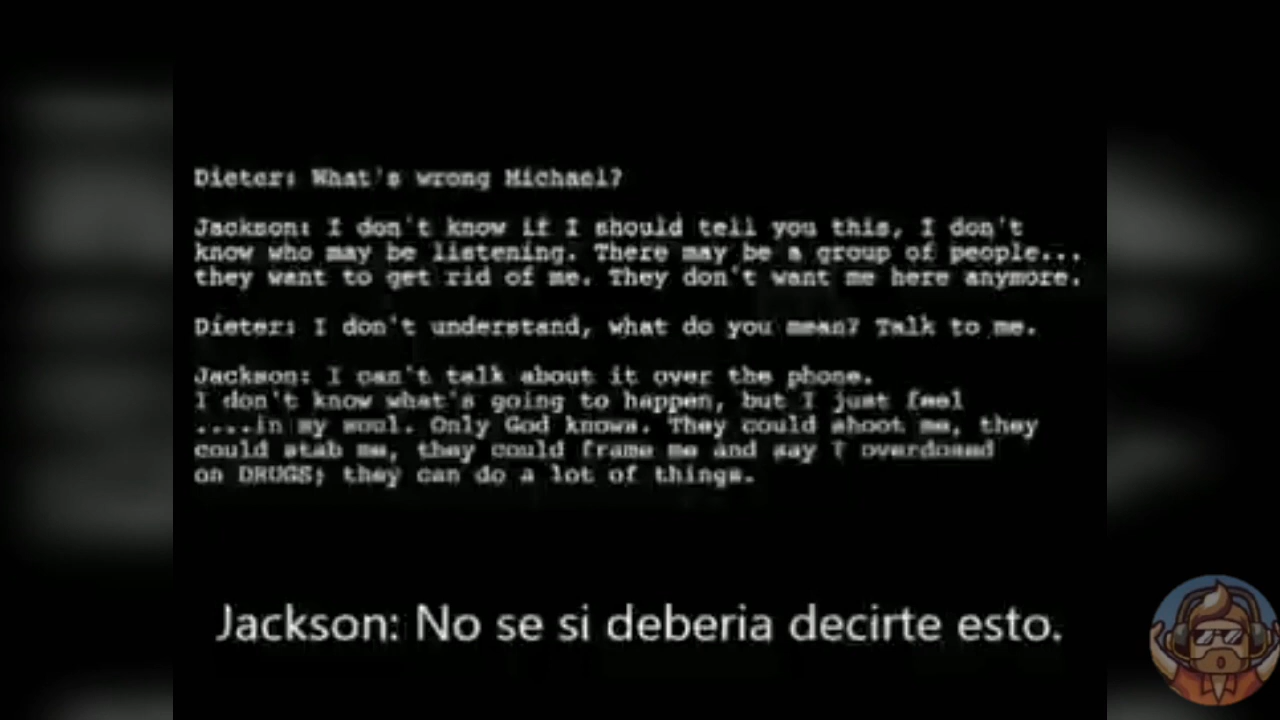 Dieter: What's wrong Michael?
Jackson: I don't know if I should tell you this, I don't
know who may be listening. There may be a group of people...
they want to get rid of me. They don't want me here anymore.
Dieter: I don't understand, what do you mean? Talk to me.
Jackson: I can't talk about it over the phone.
I don't know what's going to happen, but I just feel
....in my soul. Only God knows. They could shoot me, they
could stab me, they could frame me and say I overdosed
on DRUGS; they can do a lot of things.
Jackson: No se si deberia decirte esto.